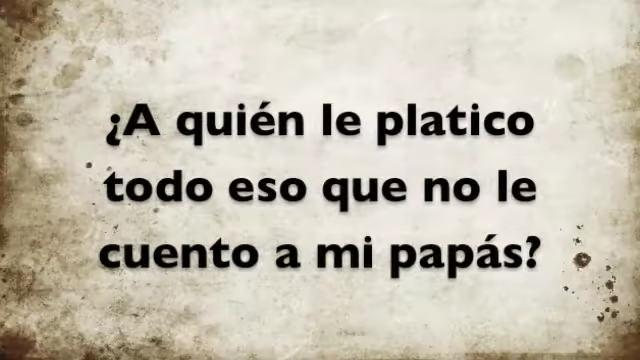 ¿A quién le platico
todo eso que no le
cuento a mi papás?